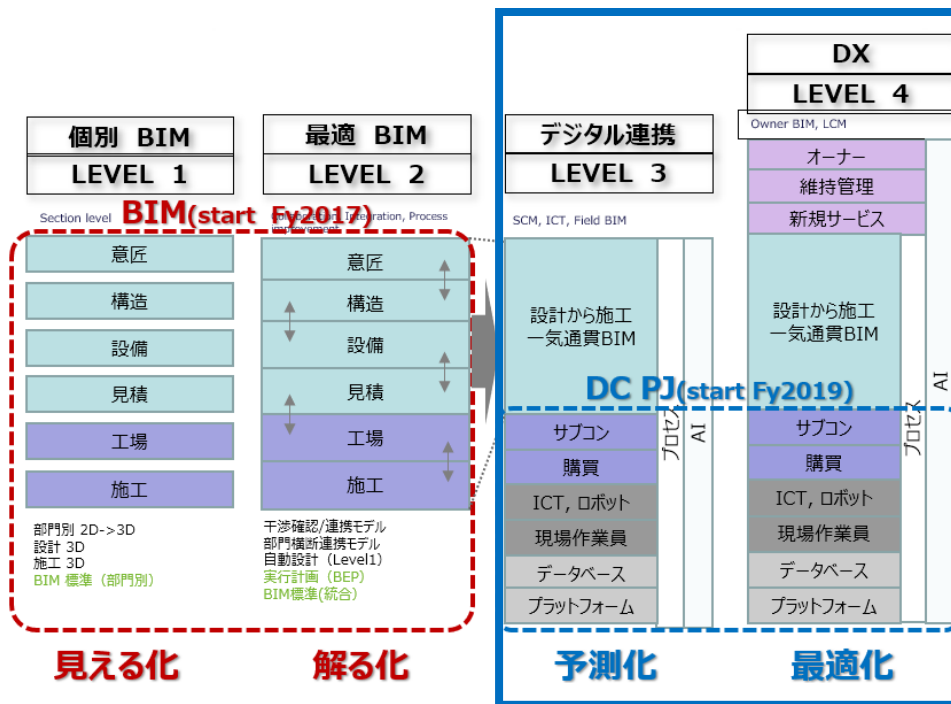 個別 BIM
LEVEL 1
Section level
意匠
構造
設備
見積
工場
施工
部門別 2D->3D
設計 3D
施工 3D
BIM 標準（部門別）
見える化
BIM(start Fy2017)
最適 BIM
LEVEL 2
Collaboration, Integration, Process
improvement
意匠
構造
設備
見積
工場
施工
干渉確認/連携モデル
部門横断連携モデル
自動設計（Level1）
実行計画（BEP）
BIM標準(統合）
解る化
デジタル連携
LEVEL 3
SCM, ICT, Field BIM
設計から施工
一気通貫BIM
サブコン
購買
ICT, ロボット
現場作業員
データベース
プラットフォーム
プロセス
AI
予測化
DC PJ(start Fy2019)
DX
LEVEL 4
Owner BIM, LCM
オーナー
維持管理
新規サービス
設計から施工
一気通貫BIM
サブコン
購買
ICT, ロボット
現場作業員
データベース
プラットフォーム
プロセス
AI
最適化